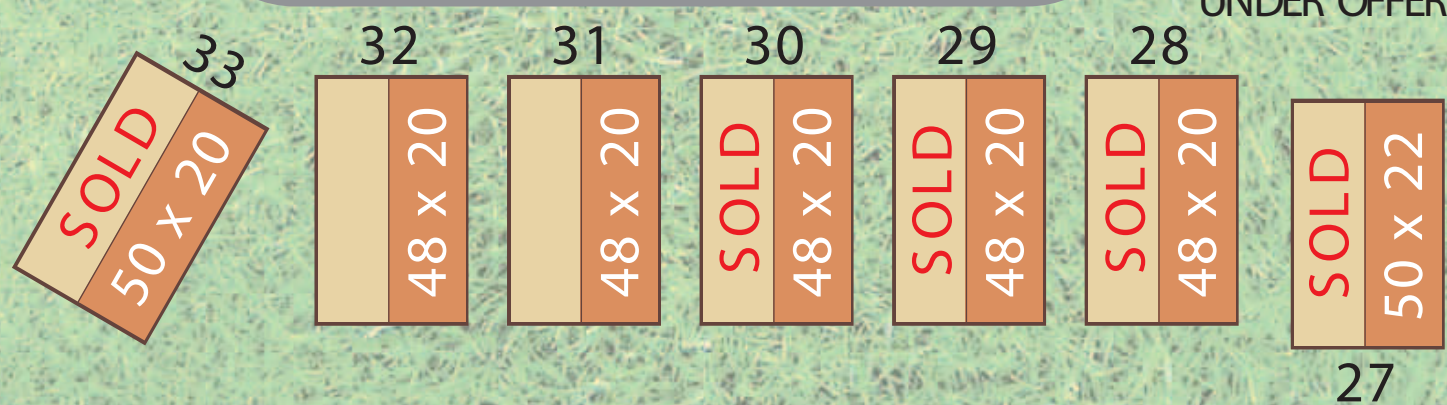 UNDER OFFER
33
SOLD
50 x 20
32
48 x 20
31
48 x 20
30
SOLD
48 x 20
29
SOLD
48 x 20
28
SOLD
48 x 20
SOLD
50 x 22
27